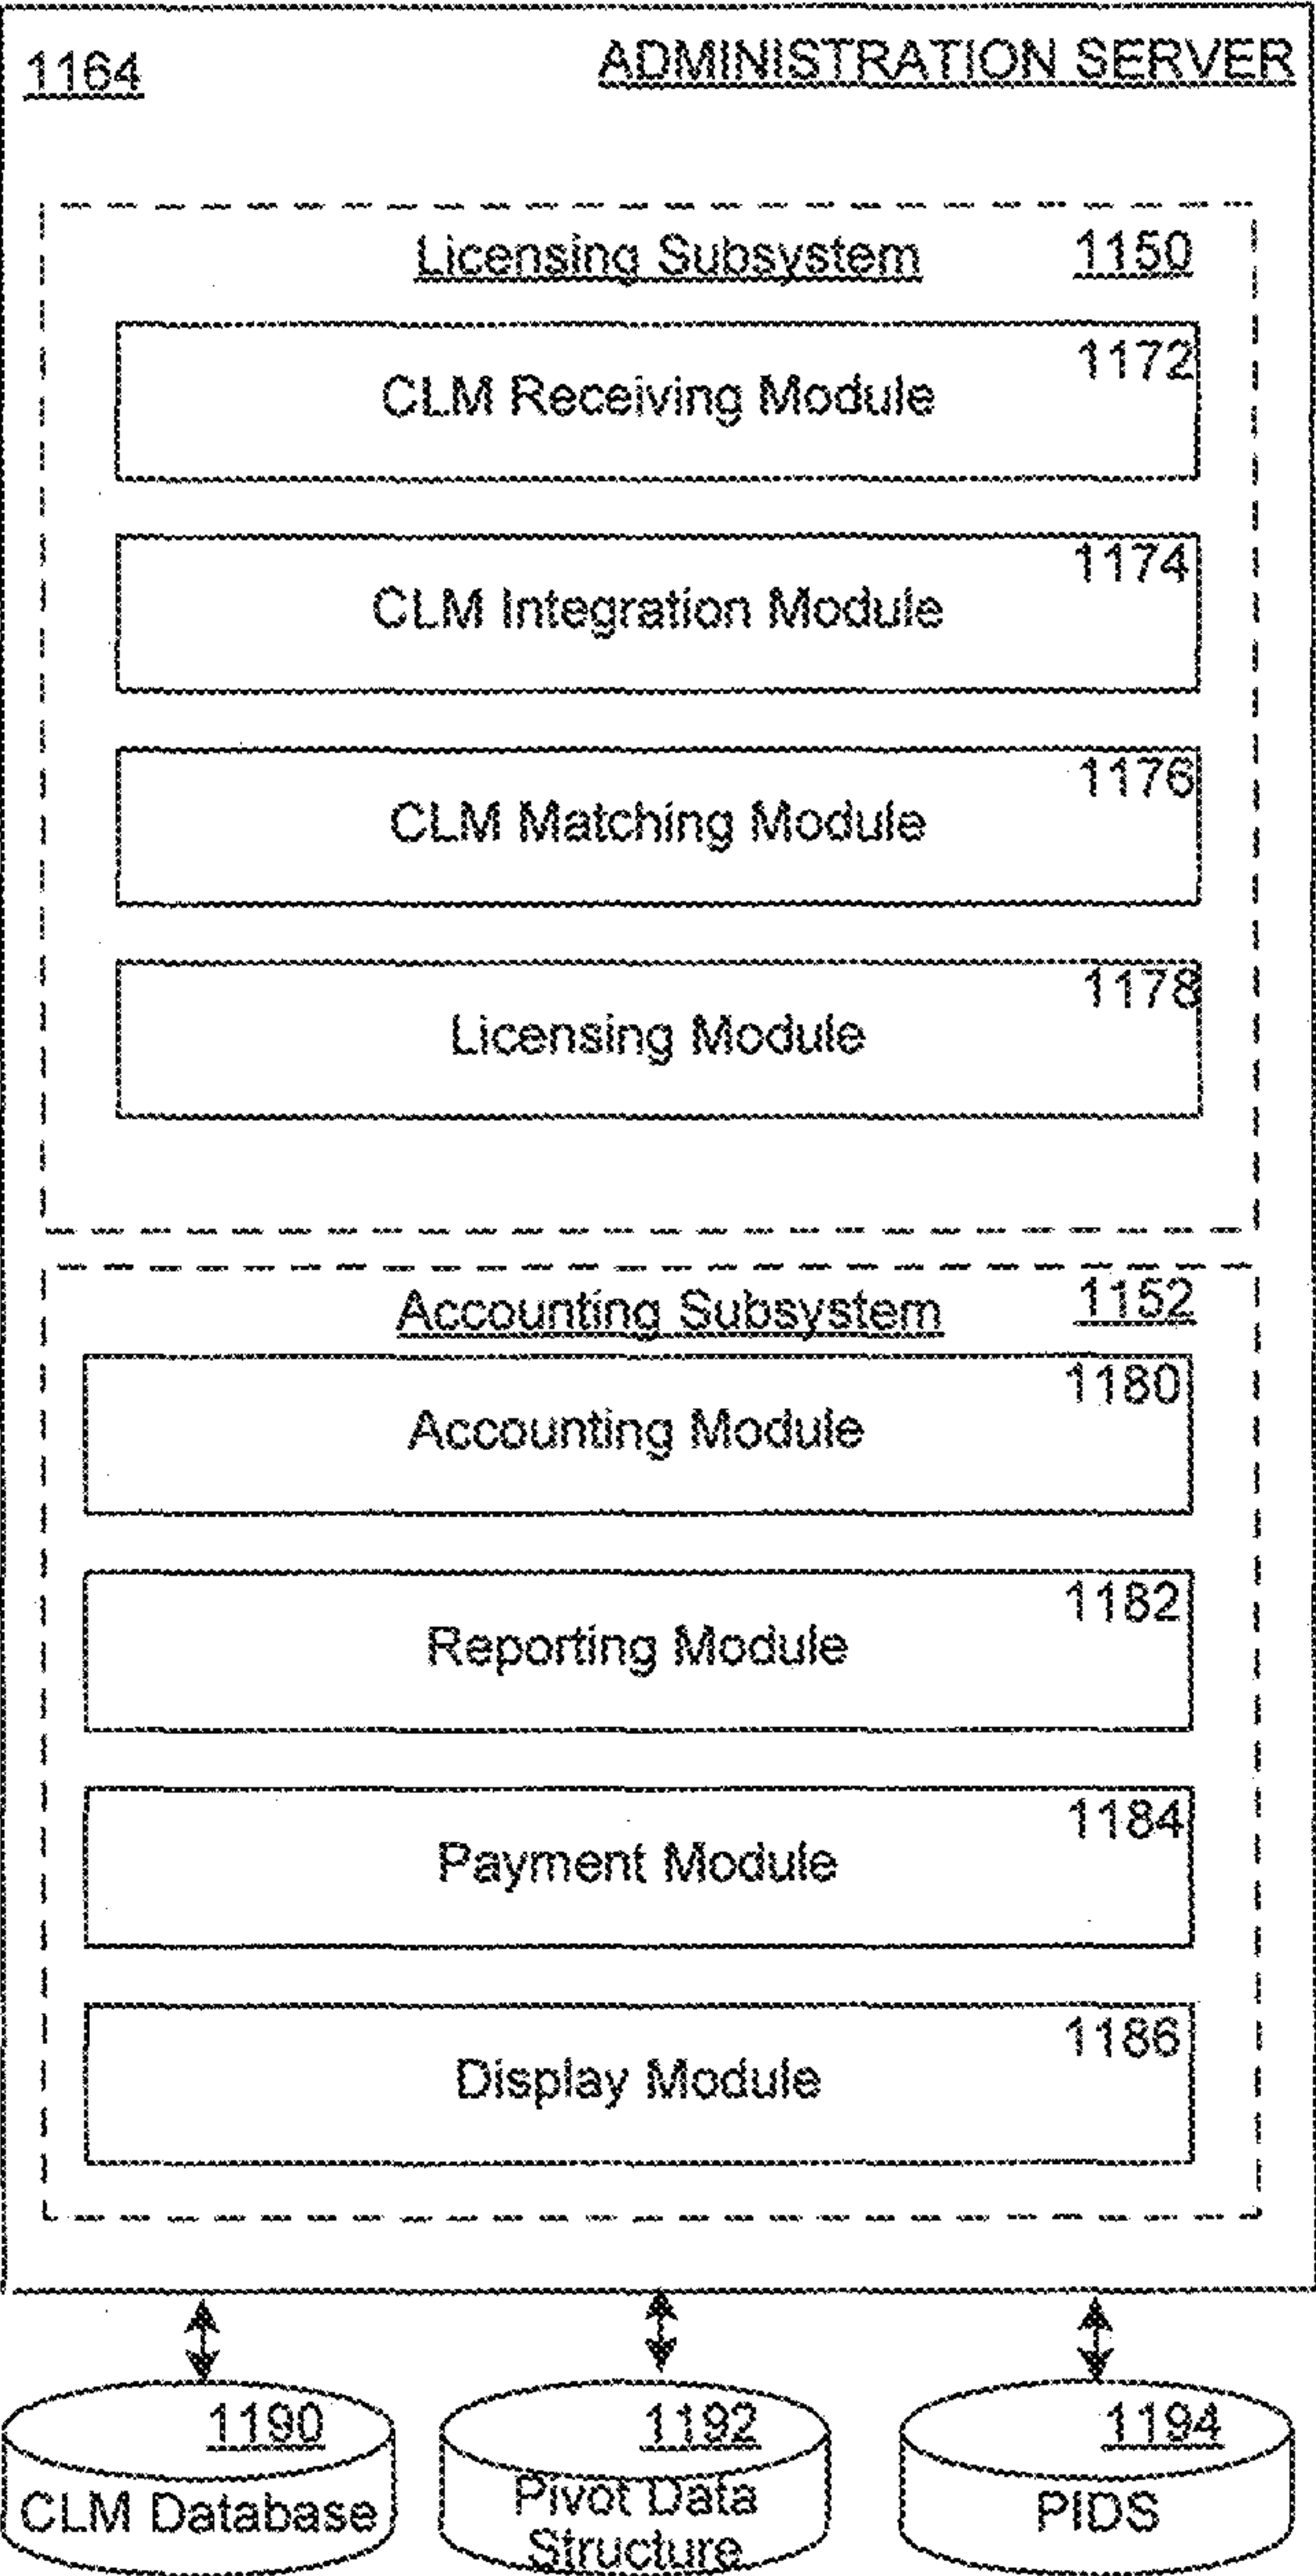 1164 ADMINISTRATION SERVER
Licensing Subsystem 1150
1172
CLM Receiving Module
1174
CLM Integration Module
1176
CLM Matching Module
1178
Licensing Module
Accounting Subsystem 1152
1180
Accounting Module
1182
Reporting Module
1184
Payment Module
1186
Display Module
1190
CLM Database
1192
Pivot Data
Structure
1194
PIDS